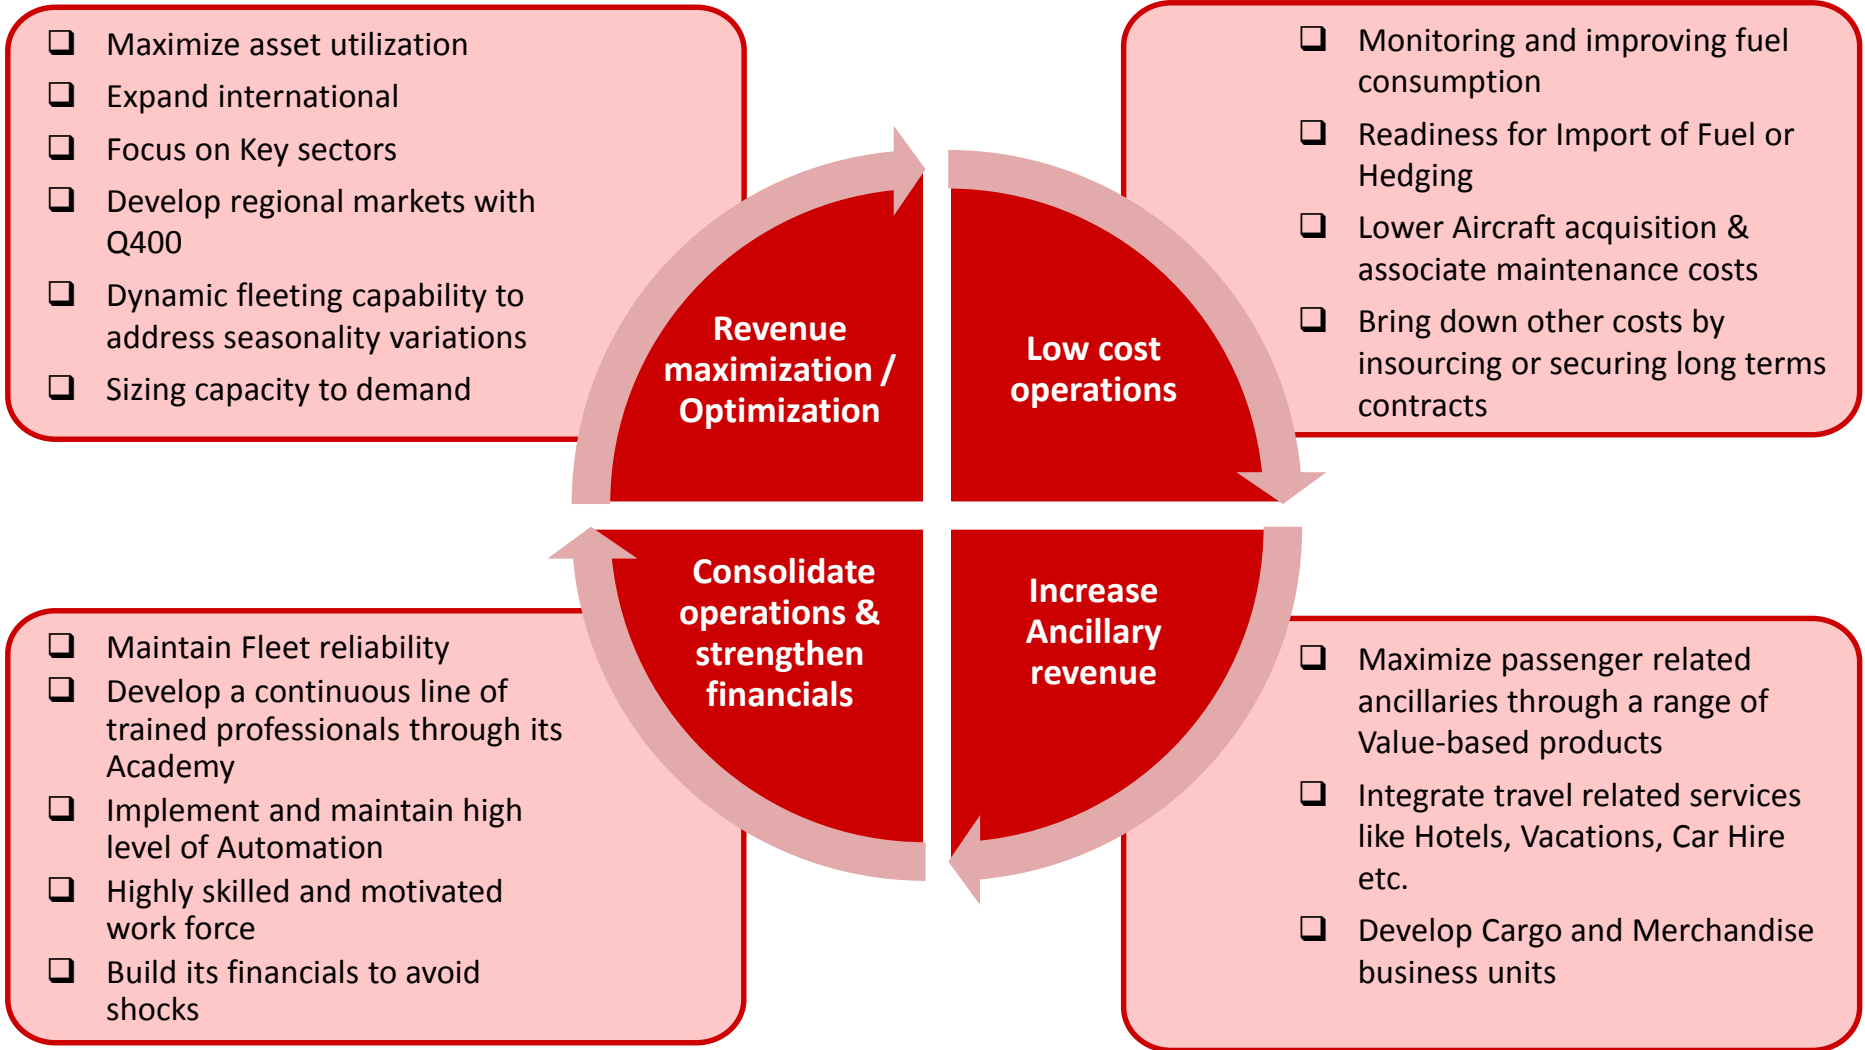 ❑ Maximize asset utilization
❑ Expand international
❑ Focus on Key sectors
❑ Develop regional markets with
Q400
❑ Dynamic fleeting capability to
address seasonality variations
❑ Sizing capacity to demand
❑ Monitoring and improving fuel
consumption
❑ Readiness for Import of Fuel or
Hedging
❑ Lower Aircraft acquisition &
associate maintenance costs
❑ Bring down other costs by
insourcing or securing long terms
contracts
Revenue
maximization /
Optimization
Low cost
operations
Consolidate
operations &
strengthen
financials
Increase
Ancillary
revenue
❑ Maintain Fleet reliability
❑ Develop a continuous line of
trained professionals through its
Academy
❑ Implement and maintain high
level of Automation
❑ Highly skilled and motivated
work force
❑ Build its financials to avoid
shocks
❑ Maximize passenger related
ancillaries through a range of
Value-based products
❑ Integrate travel related services
like Hotels, Vacations, Car Hire
etc.
❑ Develop Cargo and Merchandise
business units